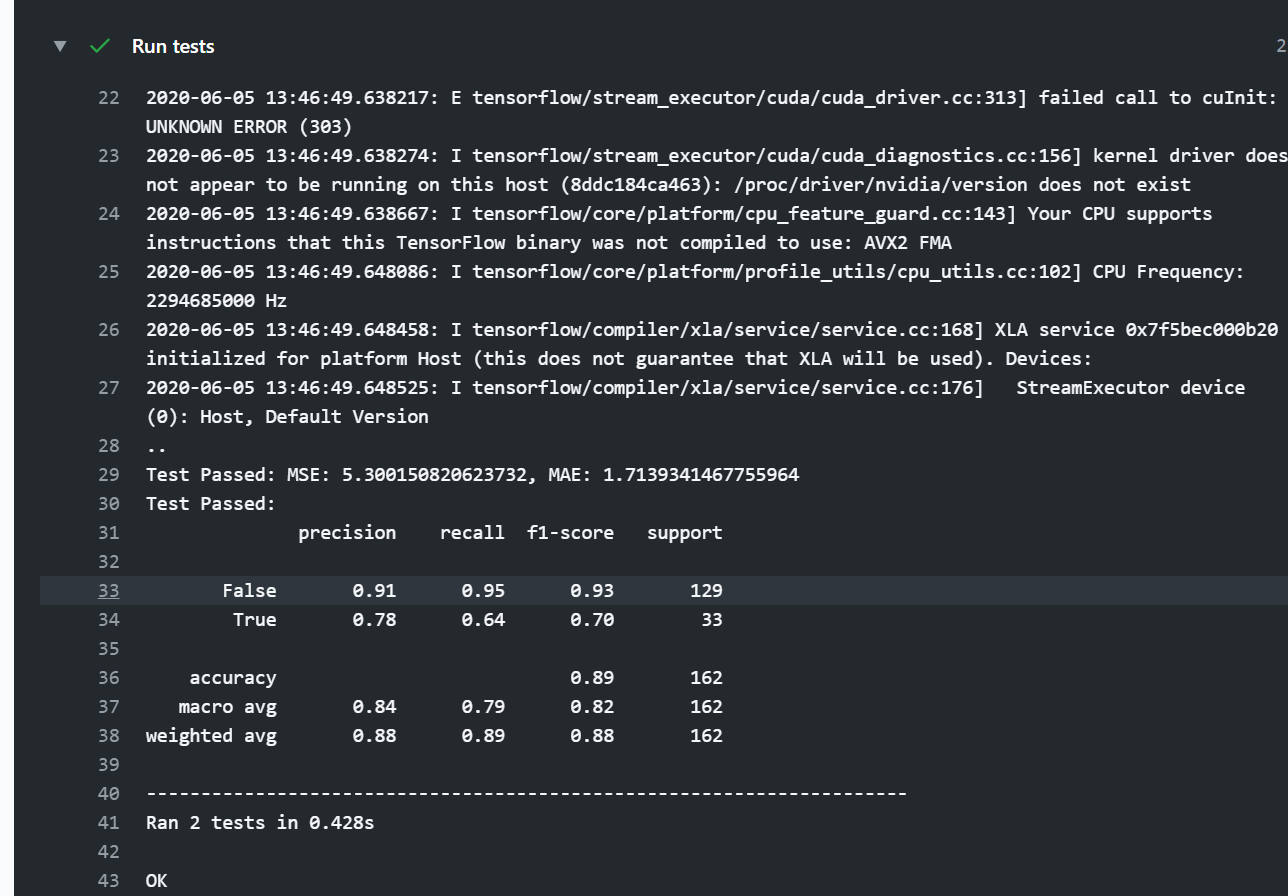 Run tests
2
22 2020-06-05 13:46:49.638217: E tensorflow/stream_executor/cuda/cuda_driver.cc:313] failed call to cuInit:
UNKNOWN ERROR (303)
23 2020-06-05 13:46:49.638274: I tensorflow/stream_executor/cuda/cuda_diagnostics.cc:156] kernel driver does
not appear to be running on this host (8ddc184ca463): /proc/driver/nvidia/version does not exist
24 2020-06-05 13:46:49.638667: I tensorflow/core/platform/cpu_feature_guard.cc:143] Your CPU supports
instructions that this TensorFlow binary was not compiled to use: AVX2 FMA
25 2020-06-05 13:46:49.648086: I tensorflow/core/platform/profile_utils/cpu_utils.cc:102] CPU Frequency:
2294685000 Hz
26 2020-06-05 13:46:49.648458: I tensorflow/compiler/xla/service/service.cc:168] XLA service 0x7f5bec000b20
initialized for platform Host (this does not guarantee that XLA will be used). Devices:
27 2020-06-05 13:46:49.648525: I tensorflow/compiler/xla/service/service.cc:176]   StreamExecutor device
(0): Host, Default Version
28 ..
29 Test Passed: MSE: 5.300150820623732, MAE: 1.7139341467755964
30 Test Passed:
31               precision    recall  f1-score   support
32
33        False       0.91      0.95      0.93       129
34         True       0.78      0.64      0.70        33
35
36     accuracy                           0.89       162
37    macro avg       0.84      0.79      0.82       162
38 weighted avg       0.88      0.89      0.88       162
39
40 ----------------------------------------------------------------------
41 Ran 2 tests in 0.428s
42
43 OK